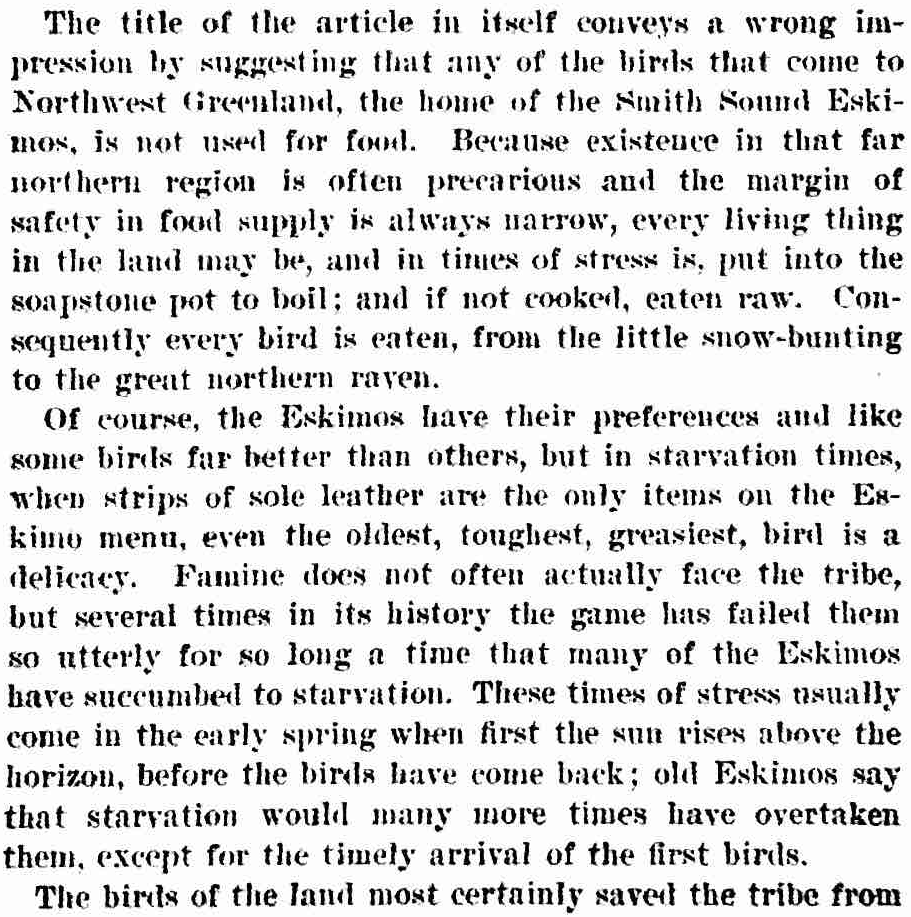 The title of the article in itself conveys a wrong im-
pression by suggesting that any of the birds that come to
Northwest Greenland, the home of the Smith Sound Eski-
mos, is not used for food. Because existence in that far
northern region is often precarious and the margin of
safety in food supply is always narrow, every living thing
in the land may be, and in times of stress is, put into the
soapstone pot to boil; and if not cooked, eaten raw. Con-
sequently every bird is eaten, from the little snow-bunting
to the great northern raven.
Of course, the Eskimos have their preferences and like
some birds far better than others, but in starvation times,
when strips of sole leather are the only items on the Es-
kimo menu, even the oldest, toughest, greasiest, bird is a
delicacy. Famine does not often actually face the tribe,
but several times in its history the game has failed them
so utterly for so long a time that many of the Eskimos
have succumbed to starvation. These times of stress usually
come in the early spring when first the sun rises above the
horizon, before the birds have come back; old Eskimos say
that starvation would many more times have overtaken
them, except for the timely arrival of the first birds.
The birds of the land most certainly saved the tribe from